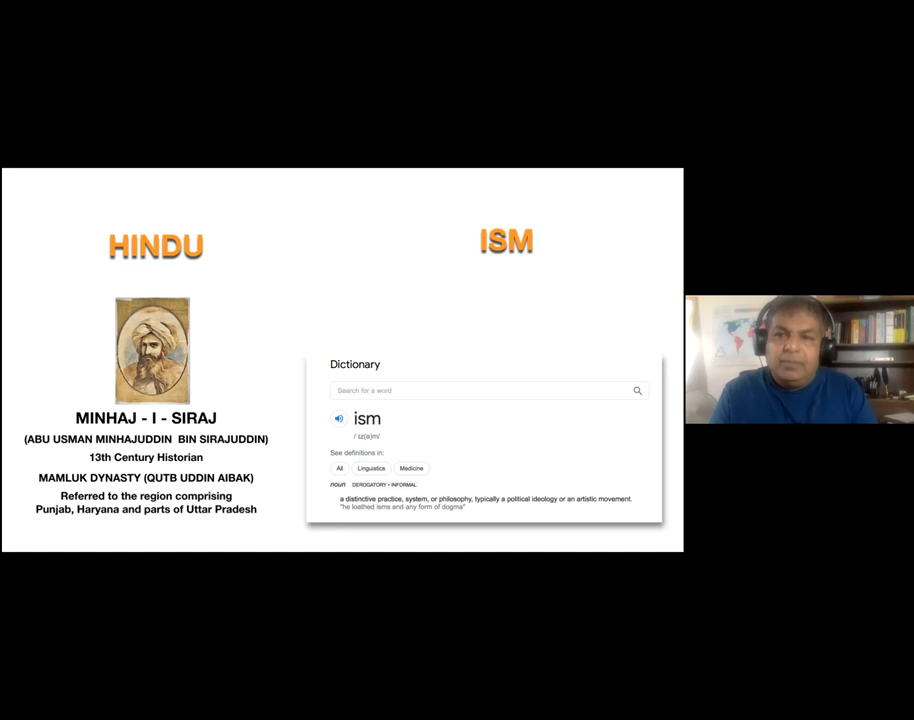 HINDU
ISM
MINHAJ - I - SIRAJ
(ABU USMAN MINHAJUDDIN BIN SIRAJUDDIN)
13th Century Historian
MAMLUK DYNASTY (QUTB UDDIN AIBAK)
Referred to the region comprising
Punjab, Haryana and parts of Uttar Pradesh
Dictionary
Search for a word
ism
/ˈɪz(ə)m/
See definitions in:
All Linguistics Medicine
noun DEROGATORY • INFORMAL
a distinctive practice, system, or philosophy, typically a political ideology or an artistic movement.
"he loathed isms and any form of dogma"